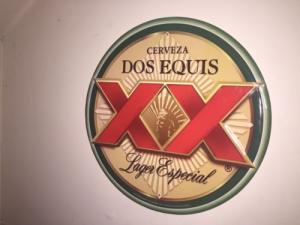 CERVEZA
DOS EQUIS
XX
Lager Especial
®